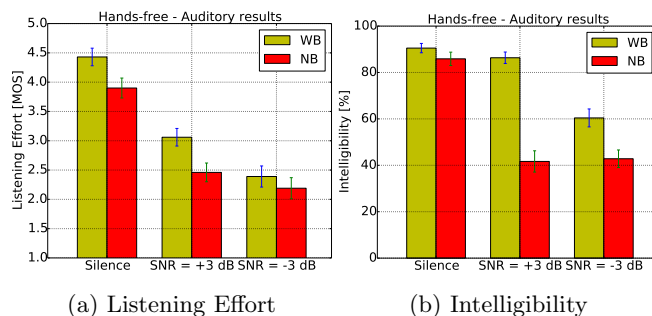 Hands-free - Auditory results
5.0
4.5
4.0
3.5
3.0
2.5
2.0
1.5
1.0
Listening Effort [MOS]
WB
NB
Silence SNR = +3 dB SNR = -3 dB
(a) Listening Effort
Hands-free - Auditory results
100
80
60
40
20
0
Intelligibility [%]
WB
NB
Silence SNR = +3 dB SNR = -3 dB
(b) Intelligibility